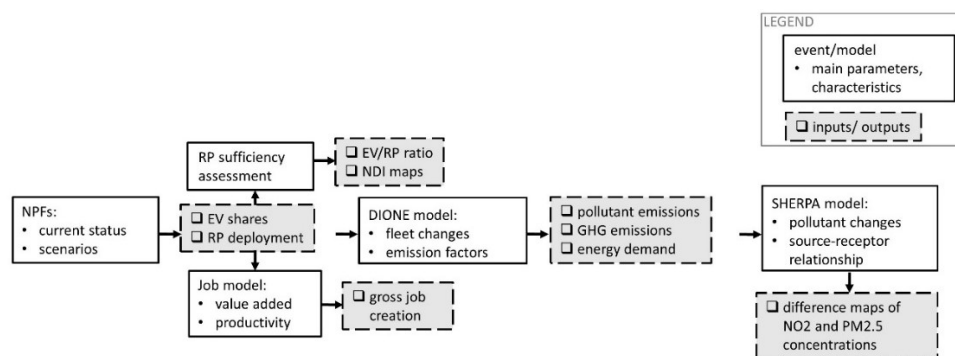 LEGEND
event/model
• main parameters,
characteristics
❑ inputs/ outputs
RP sufficiency
assessment
❑ EV/RP ratio
❑ NDI maps
NPFs:
• current status
• scenarios
❑ EV shares
❑ RP deployment
DIONE model:
• fleet changes
• emission factors
❑ pollutant emissions
❑ GHG emissions
❑ energy demand
SHERPA model:
• pollutant changes
• source-receptor
relationship
Job model:
• value added
• productivity
❑ gross job
creation
❑ difference maps of
NO2 and PM2.5
concentrations